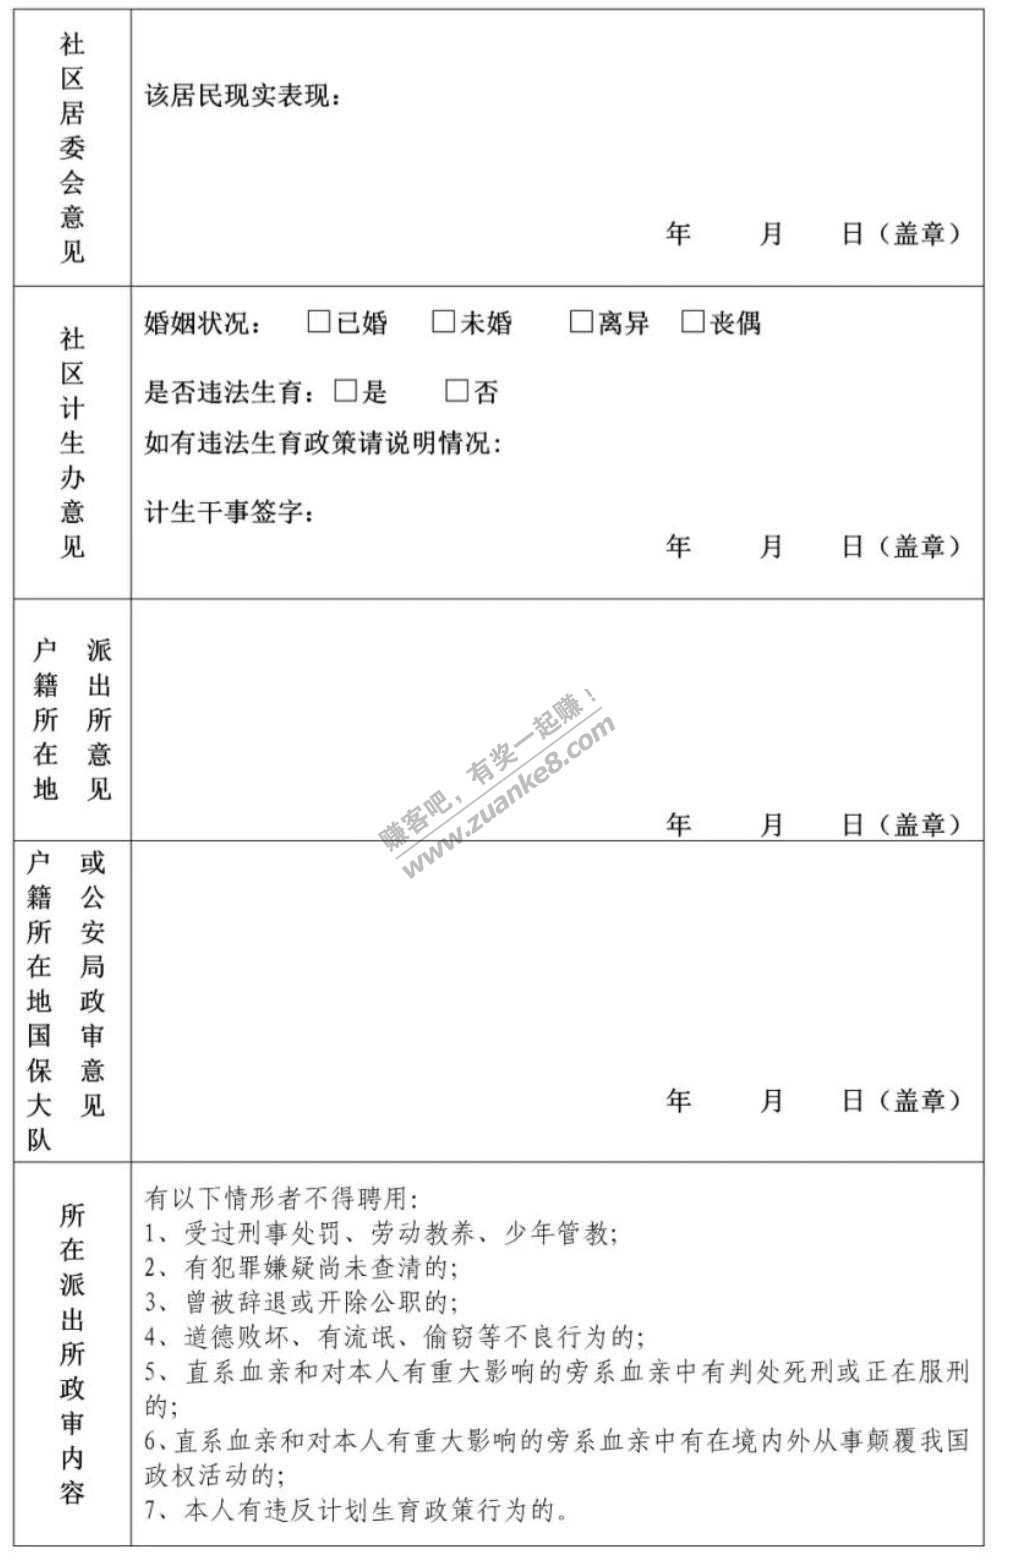 社区居委会意见
该居民现实表现：
年 月 日（盖章）
社区计生办意见
婚姻状况： □已婚 □未婚 □离异 □丧偶
是否违法生育：□是 □否
如有违法生育政策请说明情况：
计生干事签字：
年 月 日（盖章）
户籍所在地
派出所意见
年 月 日（盖章）
赚客吧，有奖一起赚！
www.zuanke8.com
户籍所在地国保大队
或公安局政审意见
年 月 日（盖章）
所在派出所政审内容
有以下情形者不得聘用：
1、受过刑事处罚、劳动教养、少年管教；
2、有犯罪嫌疑尚未查清的；
3、曾被辞退或开除公职的；
4、道德败坏、有流氓、偷窃等不良行为的；
5、直系血亲和对本人有重大影响的旁系血亲中有判处死刑或正在服刑
的；
6、直系血亲和对本人有重大影响的旁系血亲中有在境内外从事颠覆我国
政权活动的；
7、本人有违反计划生育政策行为的。